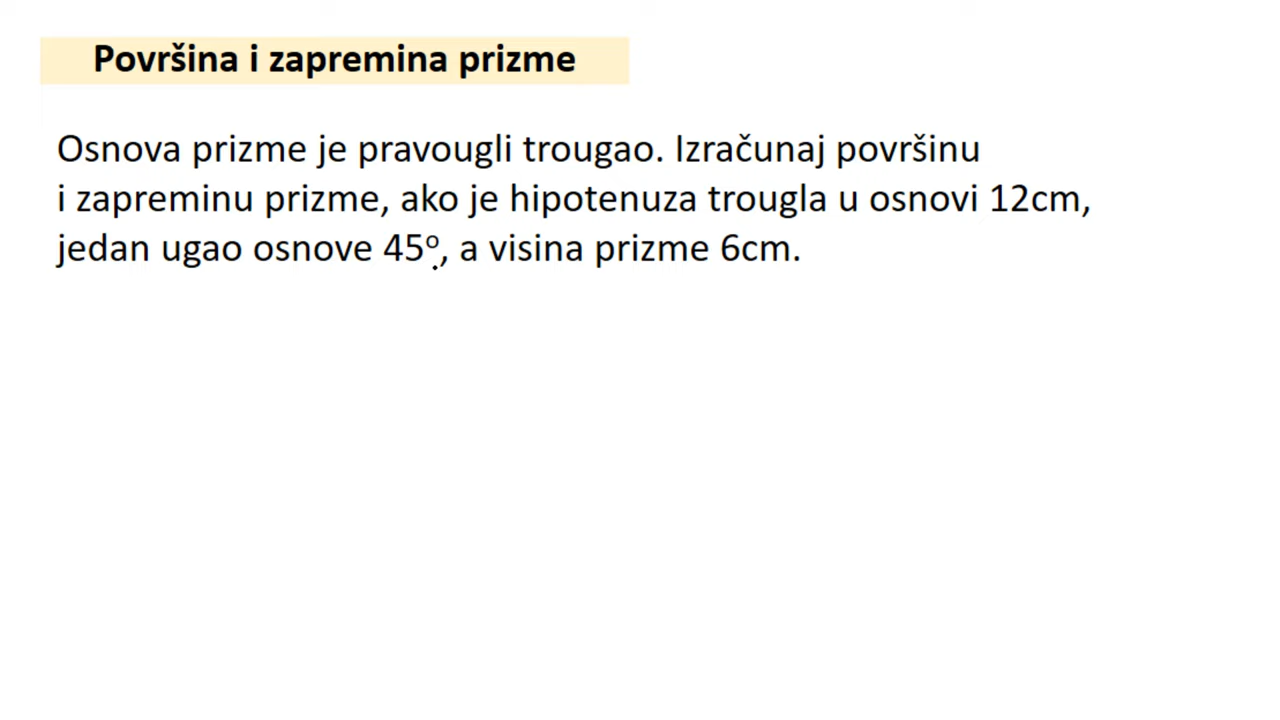 Površina i zapremina prizme
Osnova prizme je pravougli trougao. Izračunaj površinu
i zapreminu prizme, ako je hipotenuza trougla u osnovi 12cm,
jedan ugao osnove 45º, a visina prizme 6cm.